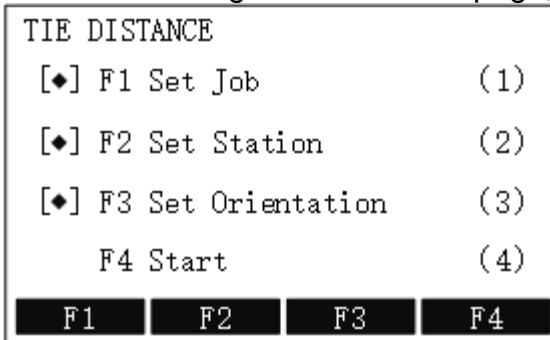 TIE DISTANCE
[◆] F1 Set Job (1)
[◆] F2 Set Station (2)
[◆] F3 Set Orientation (3)
F4 Start (4)
F1 F2 F3 F4